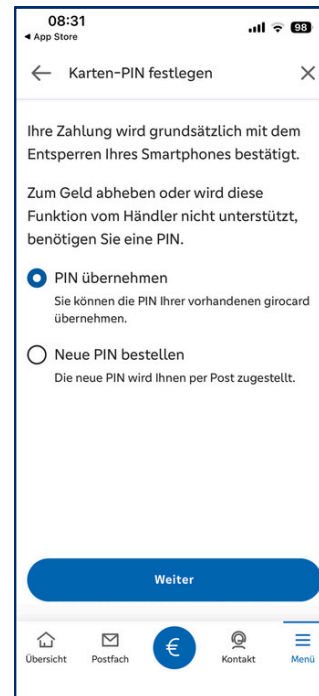 08:31
98
◀ App Store
← Karten-PIN festlegen ×
Ihre Zahlung wird grundsätzlich mit dem
Entsperren Ihres Smartphones bestätigt.
Zum Geld abheben oder wird diese
Funktion vom Händler nicht unterstützt,
benötigen Sie eine PIN.
PIN übernehmen
Sie können die PIN Ihrer vorhandenen girocard
übernehmen.
Neue PIN bestellen
Die neue PIN wird Ihnen per Post zugestellt.
Weiter
€
Übersicht Postfach Kontakt Menü